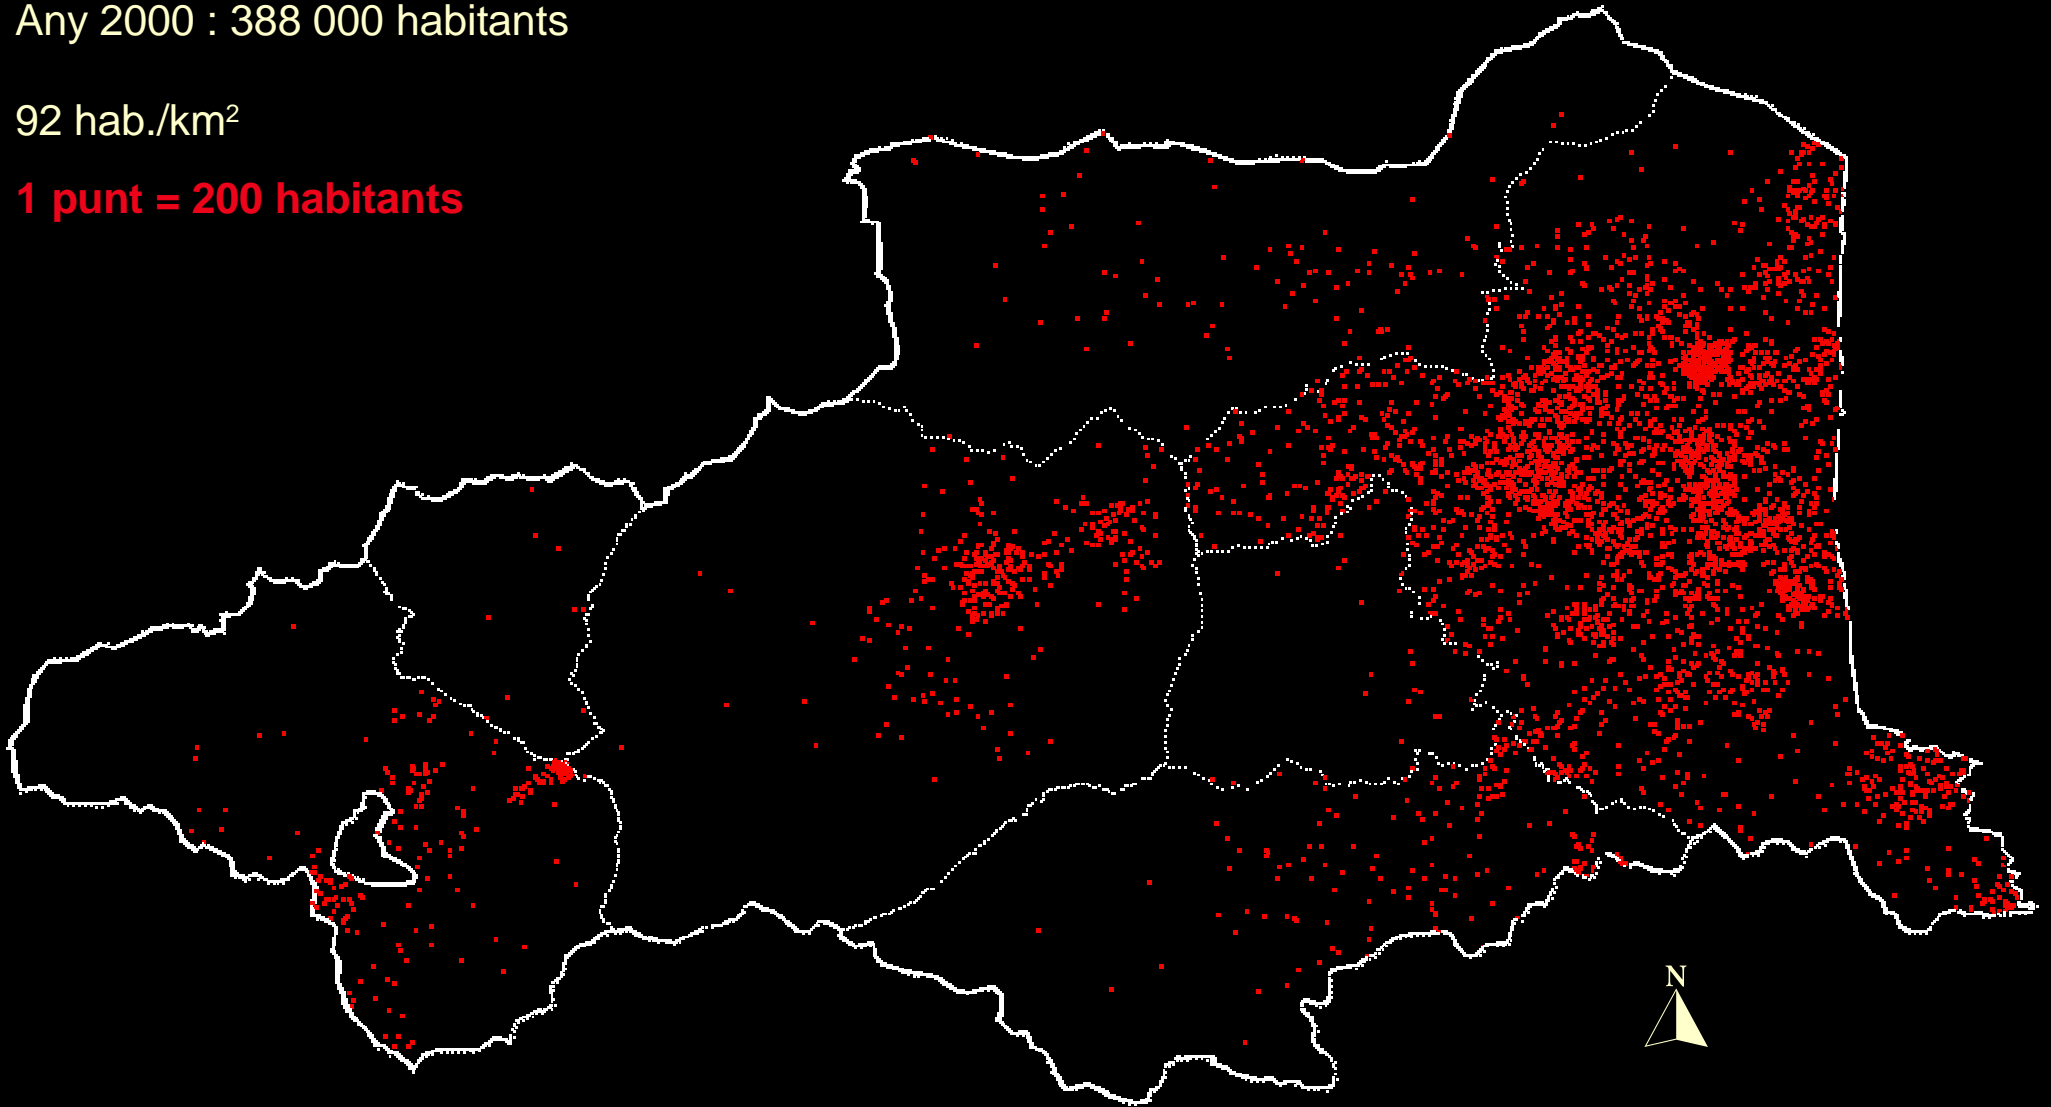 Any 2000 : 388 000 habitants
92 hab./km²
1 punt = 200 habitants
N